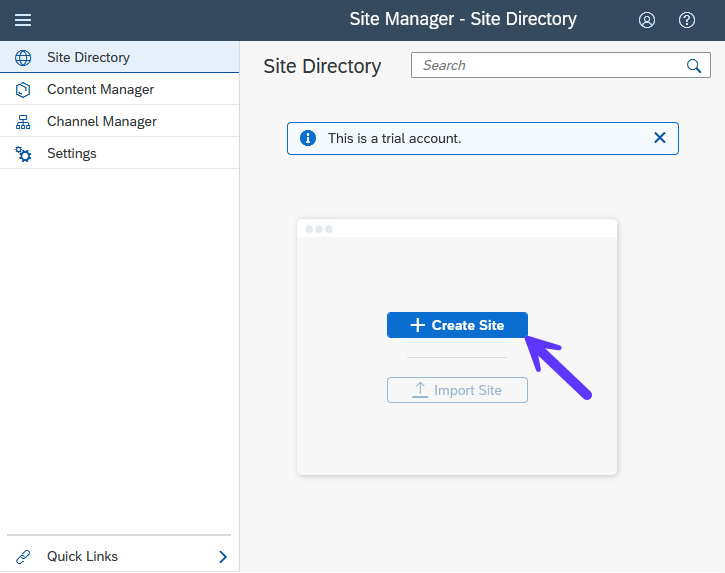 Site Manager - Site Directory
Site Directory
Content Manager
Channel Manager
Settings
Quick Links
Site Directory
Search
This is a trial account.
Create Site
Import Site